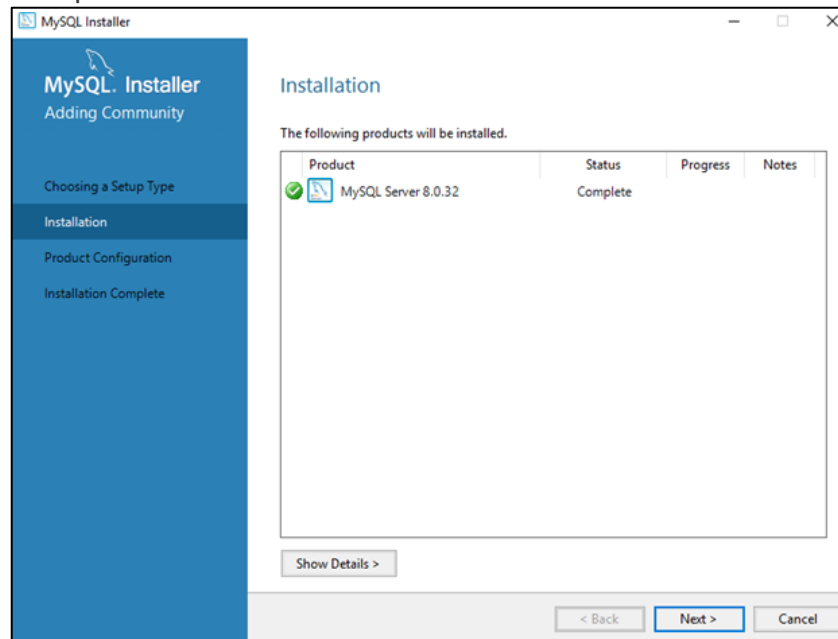 MySQL Installer
MySQL. Installer
Adding Community
Choosing a Setup Type
Installation
Product Configuration
Installation Complete
Installation
The following products will be installed.
Product Status Progress Notes
MySQL Server 8.0.32 Complete
Show Details >
< Back Next > Cancel